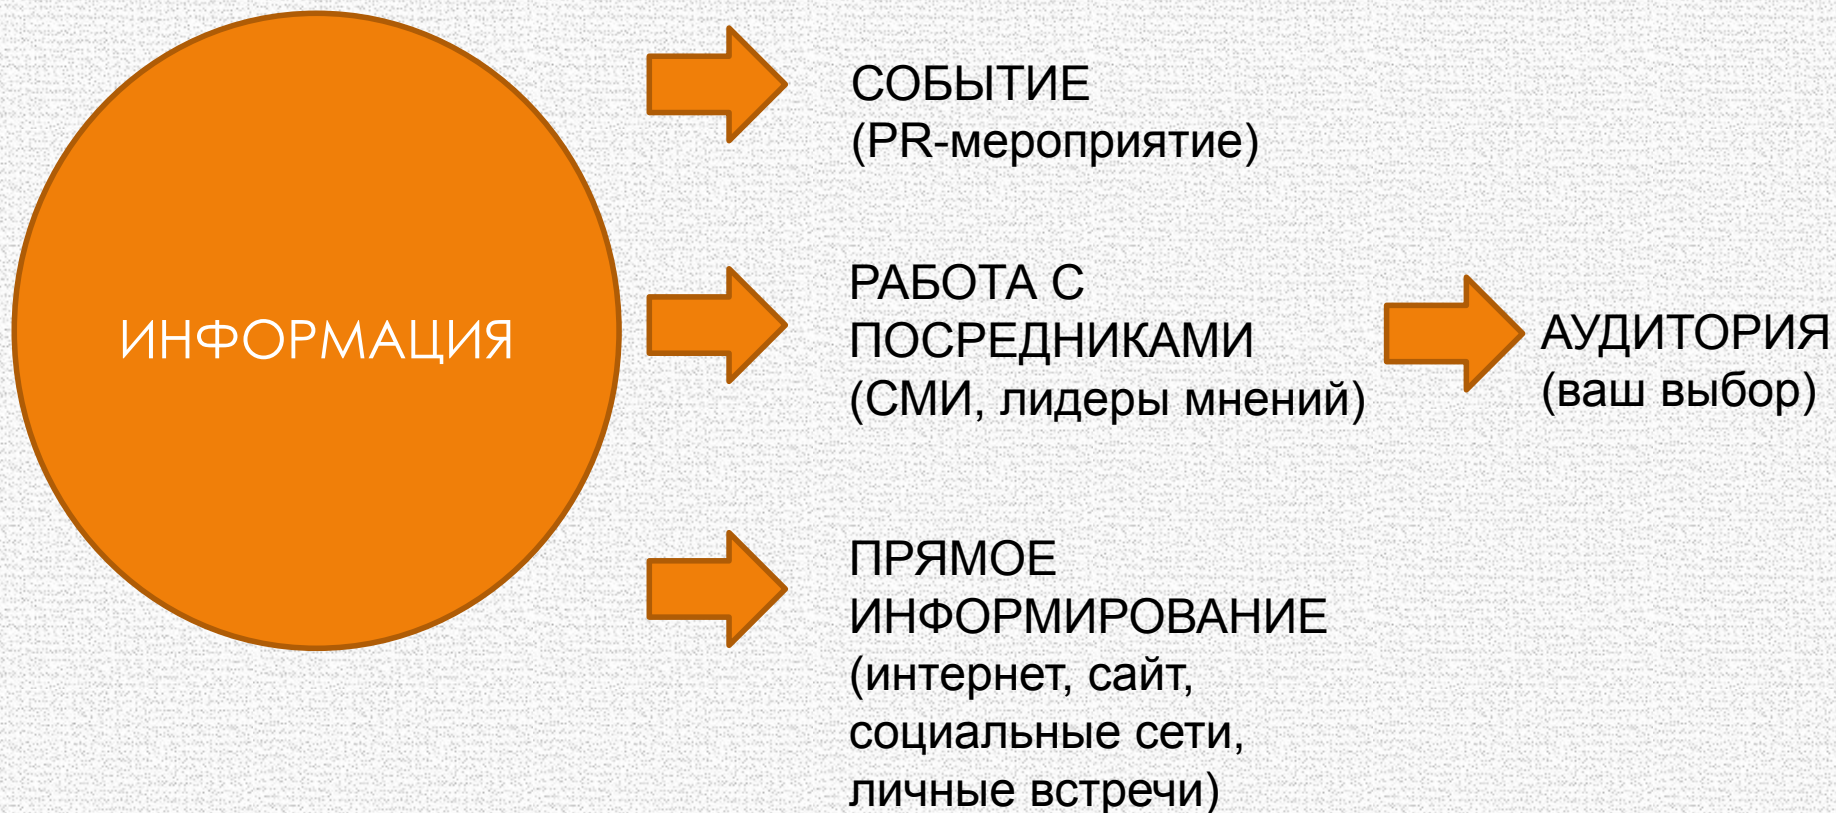 ИНФОРМАЦИЯ
СОБЫТИЕ
(PR-мероприятие)
РАБОТА С
ПОСРЕДНИКАМИ
(СМИ, лидеры мнений)
АУДИТОРИЯ
(ваш выбор)
ПРЯМОЕ
ИНФОРМИРОВАНИЕ
(интернет, сайт,
социальные сети,
личные встречи)